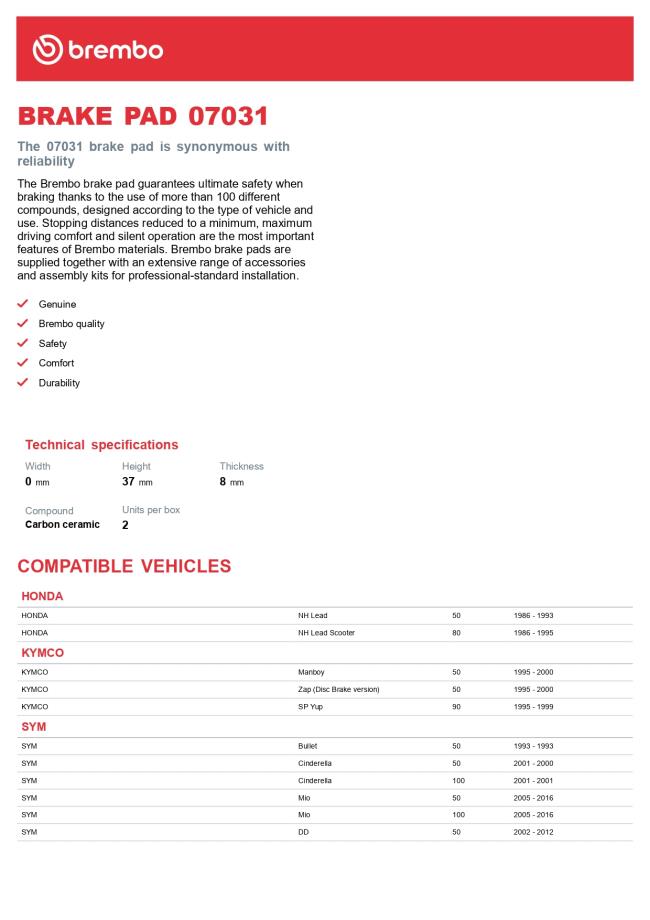 brembo
BRAKE PAD 07031
The 07031 brake pad is synonymous with
reliability
The Brembo brake pad guarantees ultimate safety when
braking thanks to the use of more than 100 different
compounds, designed according to the type of vehicle and
use. Stopping distances reduced to a minimum, maximum
driving comfort and silent operation are the most important
features of Brembo materials. Brembo brake pads are
supplied together with an extensive range of accessories
and assembly kits for professional-standard installation.
Genuine
Brembo quality
Safety
Comfort
Durability
Technical specifications
Width Height Thickness
0 mm 37 mm 8 mm
Compound Units per box
Carbon ceramic 2
COMPATIBLE VEHICLES
HONDA
HONDA NH Lead 50 1986 - 1993
HONDA NH Lead Scooter 80 1986 - 1995
KYMCO
KYMCO Manboy 50 1995 - 2000
KYMCO Zap (Disc Brake version) 50 1995 - 2000
KYMCO SP Yup 90 1995 - 1999
SYM
SYM Bullet 50 1993 - 1993
SYM Cinderella 50 2001 - 2000
SYM Cinderella 100 2001 - 2001
SYM Mio 50 2005 - 2016
SYM Mio 100 2005 - 2016
SYM DD 50 2002 - 2012